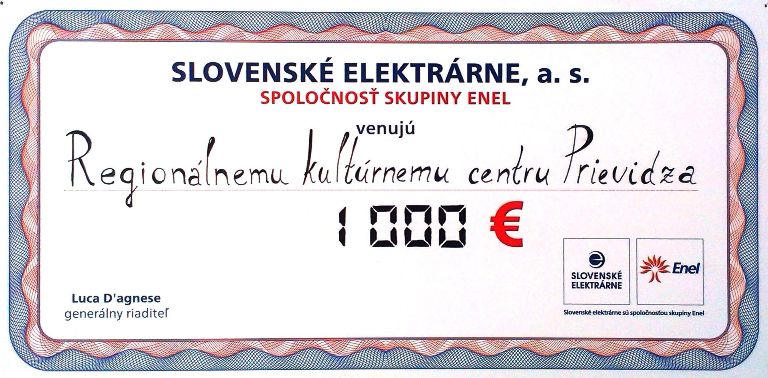 SLOVENSKÉ ELEKTRÁRNE, a. s.
SPOLOČNOSŤ SKUPINY ENEL
venujú
Regionálnemu kultúrnemu centru Prievidza
1 000 €
Luca D'agnese
generálny riaditeľ
SLOVENSKÉ
ELEKTRÁRNE
Enel
Slovenské elektrárne sú spoločnosťou skupiny Enel